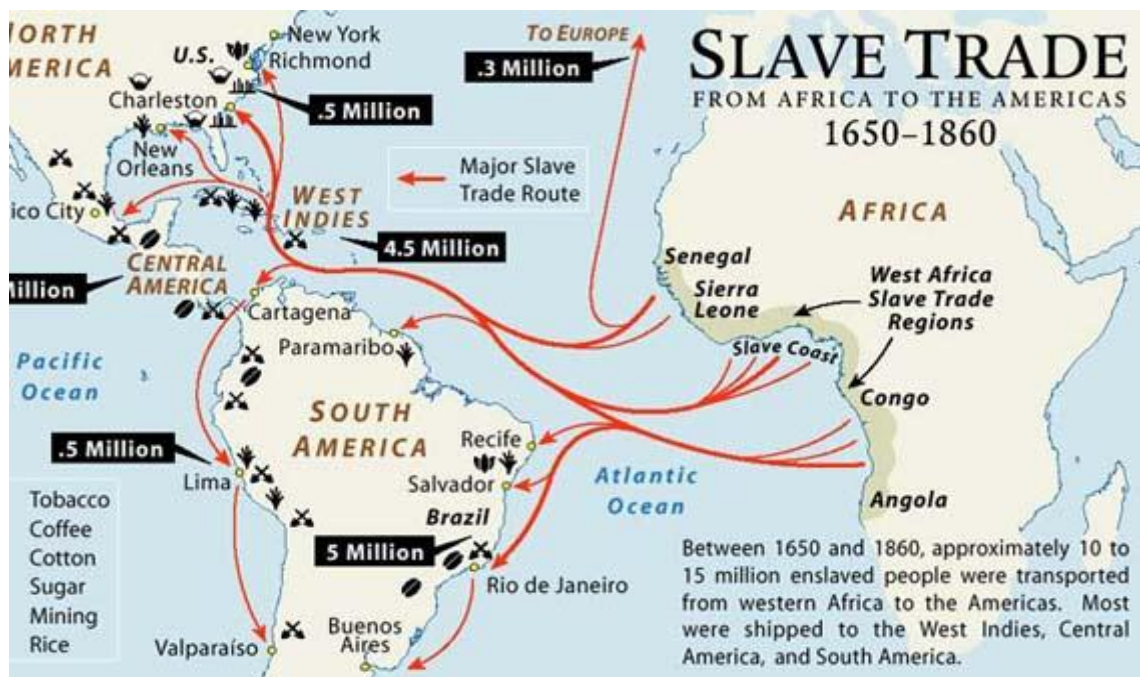 SLAVE TRADE
FROM AFRICA TO THE AMERICAS
1650–1860
TO EUROPE
.3 Million
ORTH
MERICA
U.S.
New York
Richmond
Charleston
.5 Million
New
Orleans
Major Slave
Trade Route
WEST
INDIES
4.5 Million
ico City
CENTRAL
AMERICA
illion
Cartagena
Paramaribo
Pacific
Ocean
SOUTH
AMERICA
AFRICA
Senegal
Sierra
Leone
West Africa
Slave Trade
Regions
Slave Coast
Congo
Angola
Recife
Salvador
Brazil
Atlantic
Ocean
.5 Million
Lima
5 Million
Rio de Janeiro
Buenos
Aires
Valparaíso
Tobacco
Coffee
Cotton
Sugar
Mining
Rice
Between 1650 and 1860, approximately 10 to
15 million enslaved people were transported
from western Africa to the Americas. Most
were shipped to the West Indies, Central
America, and South America.